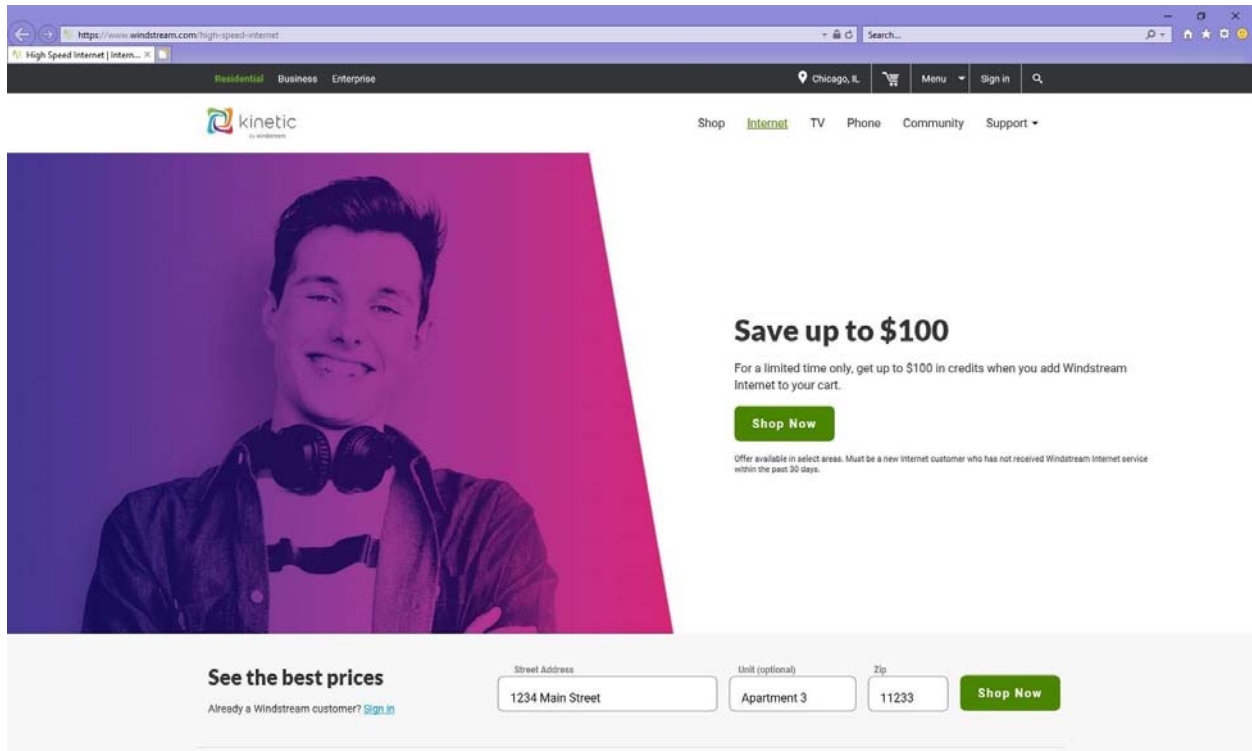 https://www.windstream.com/high-speed-internet
Search...
High Speed Internet | Intern...
Residential Business Enterprise
Chicago, IL Menu Sign in
kinetic
by windstream
Shop Internet TV Phone Community Support
Save up to $100
For a limited time only, get up to $100 in credits when you add Windstream
Internet to your cart.
Shop Now
Offer available in select areas. Must be a new Internet customer who has not received Windstream Internet service
within the past 30 days.
See the best prices
Already a Windstream customer? Sign in
Street Address Unit (optional) Zip
1234 Main Street Apartment 3 11233 Shop Now